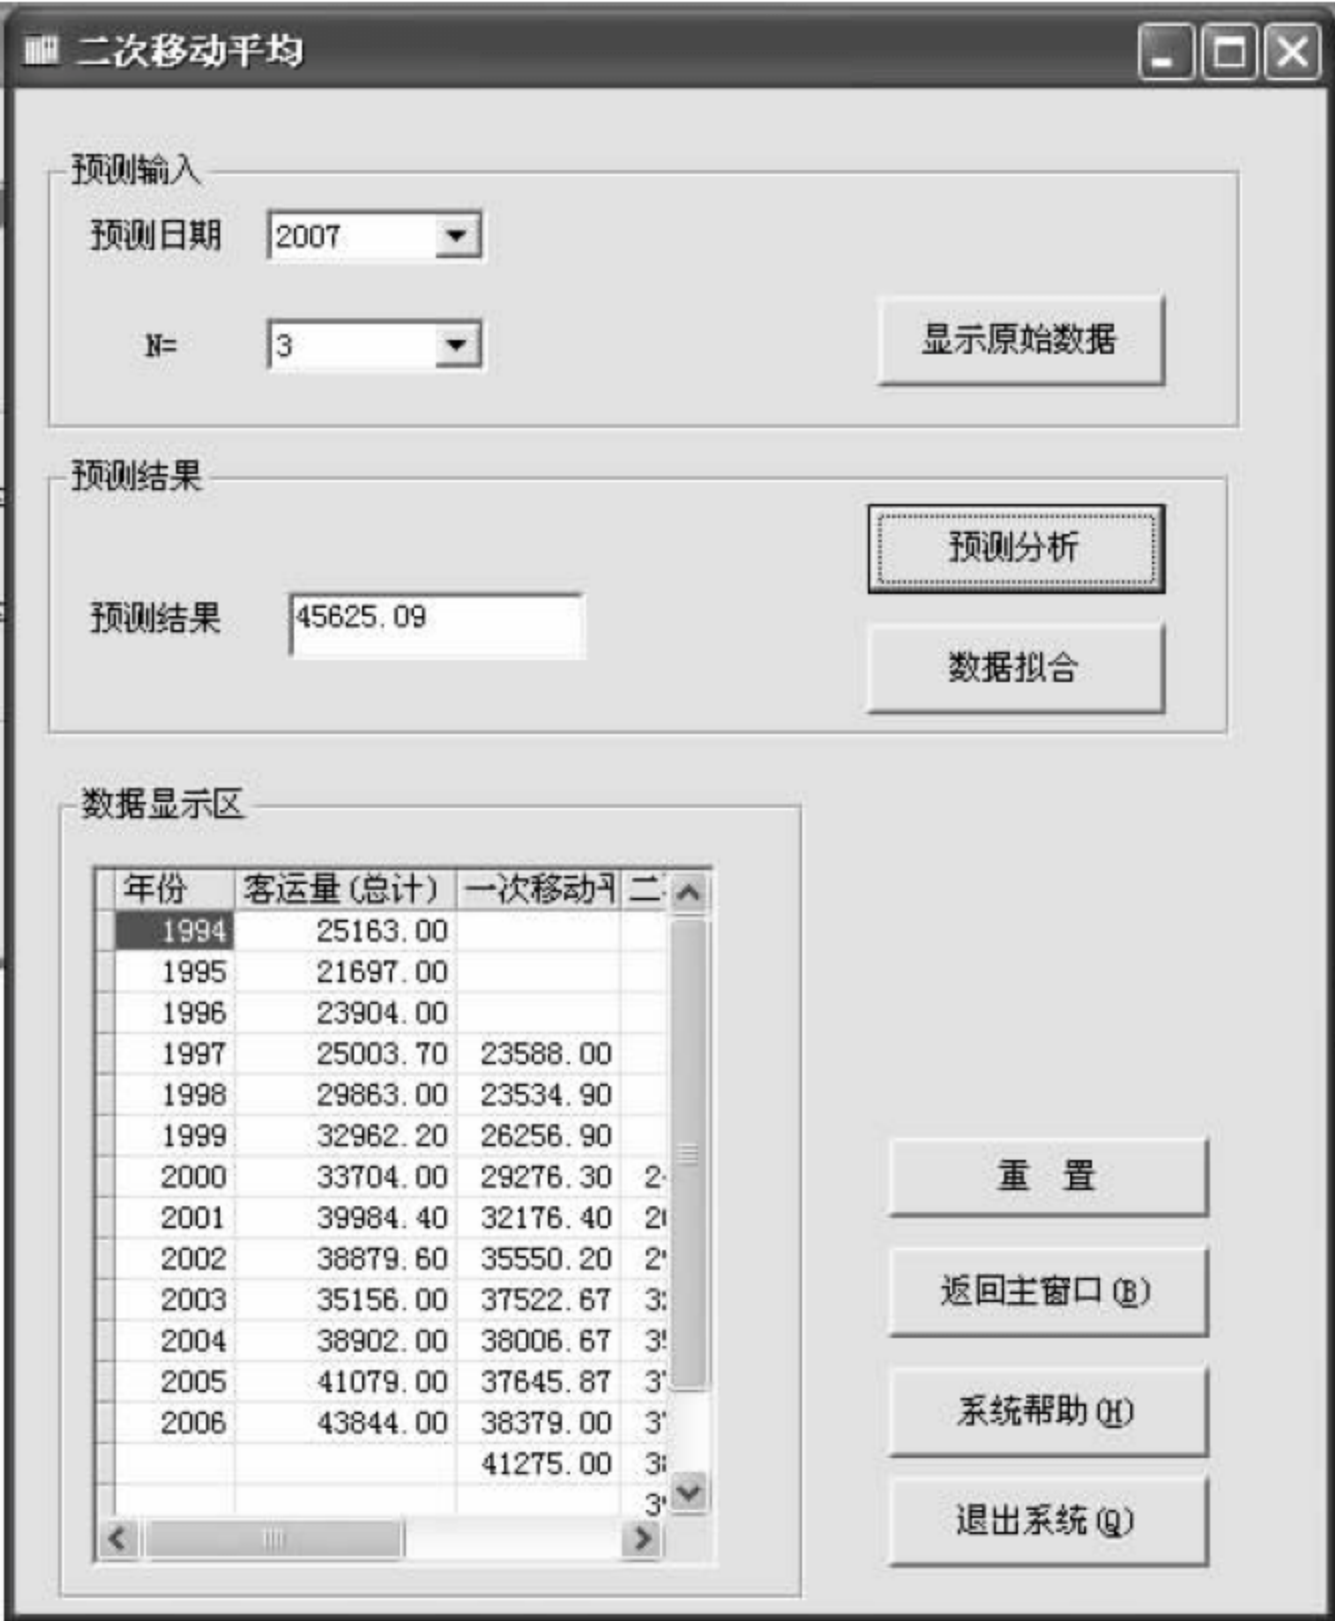 二次移动平均
预测输入
预测日期 2007
N= 3
显示原始数据
预测结果
预测分析
预测结果 45625.09
数据拟合
数据显示区
年份 客运量(总计) 一次移动 二
1994 25163.00
1995 21697.00
1996 23904.00
1997 25003.70 23588.00
1998 29863.00 23534.90
1999 32962.20 26256.90
2000 33704.00 29276.30
2001 39984.40 32176.40
2002 38879.60 35550.20
2003 35156.00 37522.67
2004 38902.00 38006.67
2005 41079.00 37645.87
2006 43844.00 38379.00
41275.00
重 置
返回主窗口(B)
系统帮助(H)
退出系统(Q)